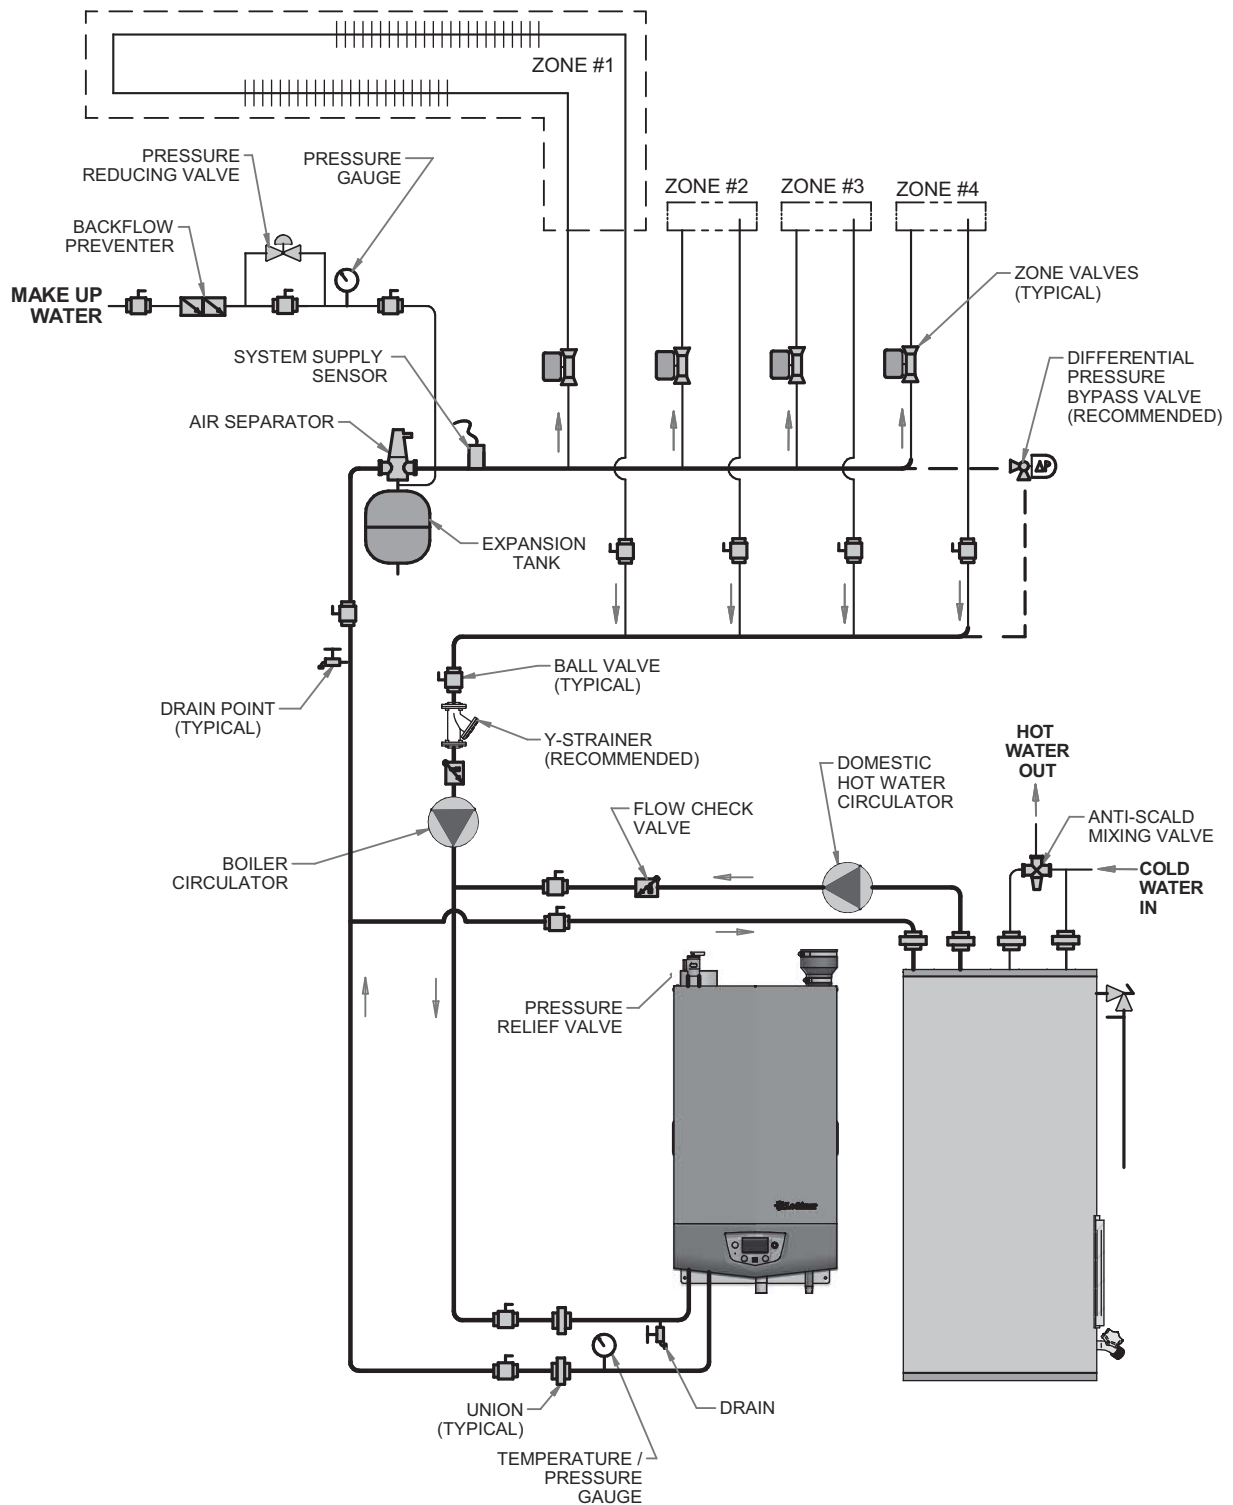 ZONE #1
PRESSURE
REDUCING VALVE
PRESSURE
GAUGE
BACKFLOW
PREVENTER
MAKE UP
WATER
ZONE #2
ZONE #3
ZONE #4
ZONE VALVES
(TYPICAL)
SYSTEM SUPPLY
SENSOR
AIR SEPARATOR
DIFFERENTIAL
PRESSURE
BYPASS VALVE
(RECOMMENDED)
ΔP
EXPANSION
TANK
BALL VALVE
(TYPICAL)
DRAIN POINT
(TYPICAL)
Y-STRAINER
(RECOMMENDED)
HOT
WATER
OUT
DOMESTIC
HOT WATER
CIRCULATOR
FLOW CHECK
VALVE
ANTI-SCALD
MIXING VALVE
BOILER
CIRCULATOR
COLD
WATER
IN
PRESSURE
RELIEF VALVE
Lochinvar
UNION
(TYPICAL)
DRAIN
TEMPERATURE /
PRESSURE
GAUGE